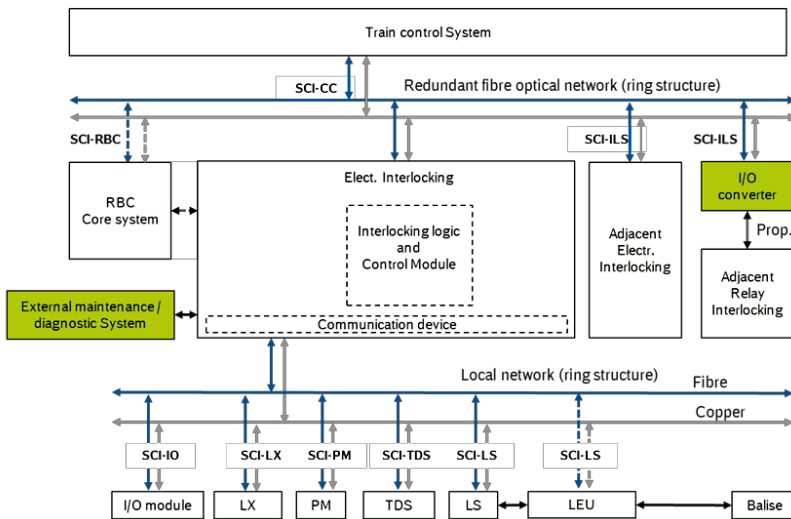 Train control System
SCI-CC
Redundant fibre optical network (ring structure)
SCI-RBC
SCI-ILS
SCI-ILS
RBC
Core system
Elect. Interlocking
Interlocking logic
and
Control Module
Communication device
Adjacent
Electr.
Interlocking
I/O
converter
Prop.
Adjacent
Relay
Interlocking
External maintenance /
diagnostic System
Local network (ring structure)
Fibre
Copper
SCI-IO
SCI-LX
SCI-PM
SCI-TDS
SCI-LS
SCI-LS
I/O module
LX
PM
TDS
LS
LEU
Balise